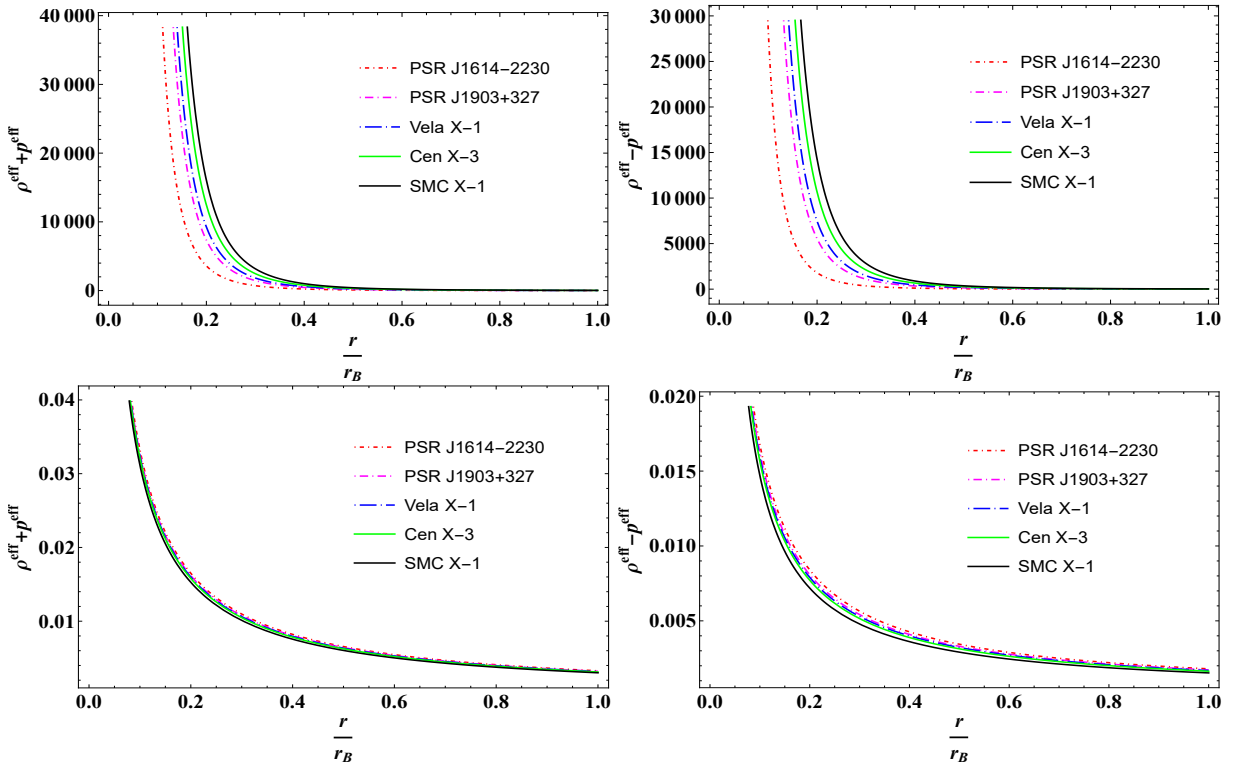 40 000
30 000
20 000
10 000
0
ρ^eff+p^eff
PSR J1614−2230
PSR J1903+327
Vela X−1
Cen X−3
SMC X−1
0.0 0.2 0.4 0.6 0.8 1.0
r
r_B
30 000
25 000
20 000
15 000
10 000
5000
0
ρ^eff−p^eff
PSR J1614−2230
PSR J1903+327
Vela X−1
Cen X−3
SMC X−1
0.0 0.2 0.4 0.6 0.8 1.0
r
r_B
0.04
0.03
0.02
0.01
ρ^eff+p^eff
PSR J1614−2230
PSR J1903+327
Vela X−1
Cen X−3
SMC X−1
0.0 0.2 0.4 0.6 0.8 1.0
r
r_B
0.020
0.015
0.010
0.005
ρ^eff−p^eff
PSR J1614−2230
PSR J1903+327
Vela X−1
Cen X−3
SMC X−1
0.0 0.2 0.4 0.6 0.8 1.0
r
r_B